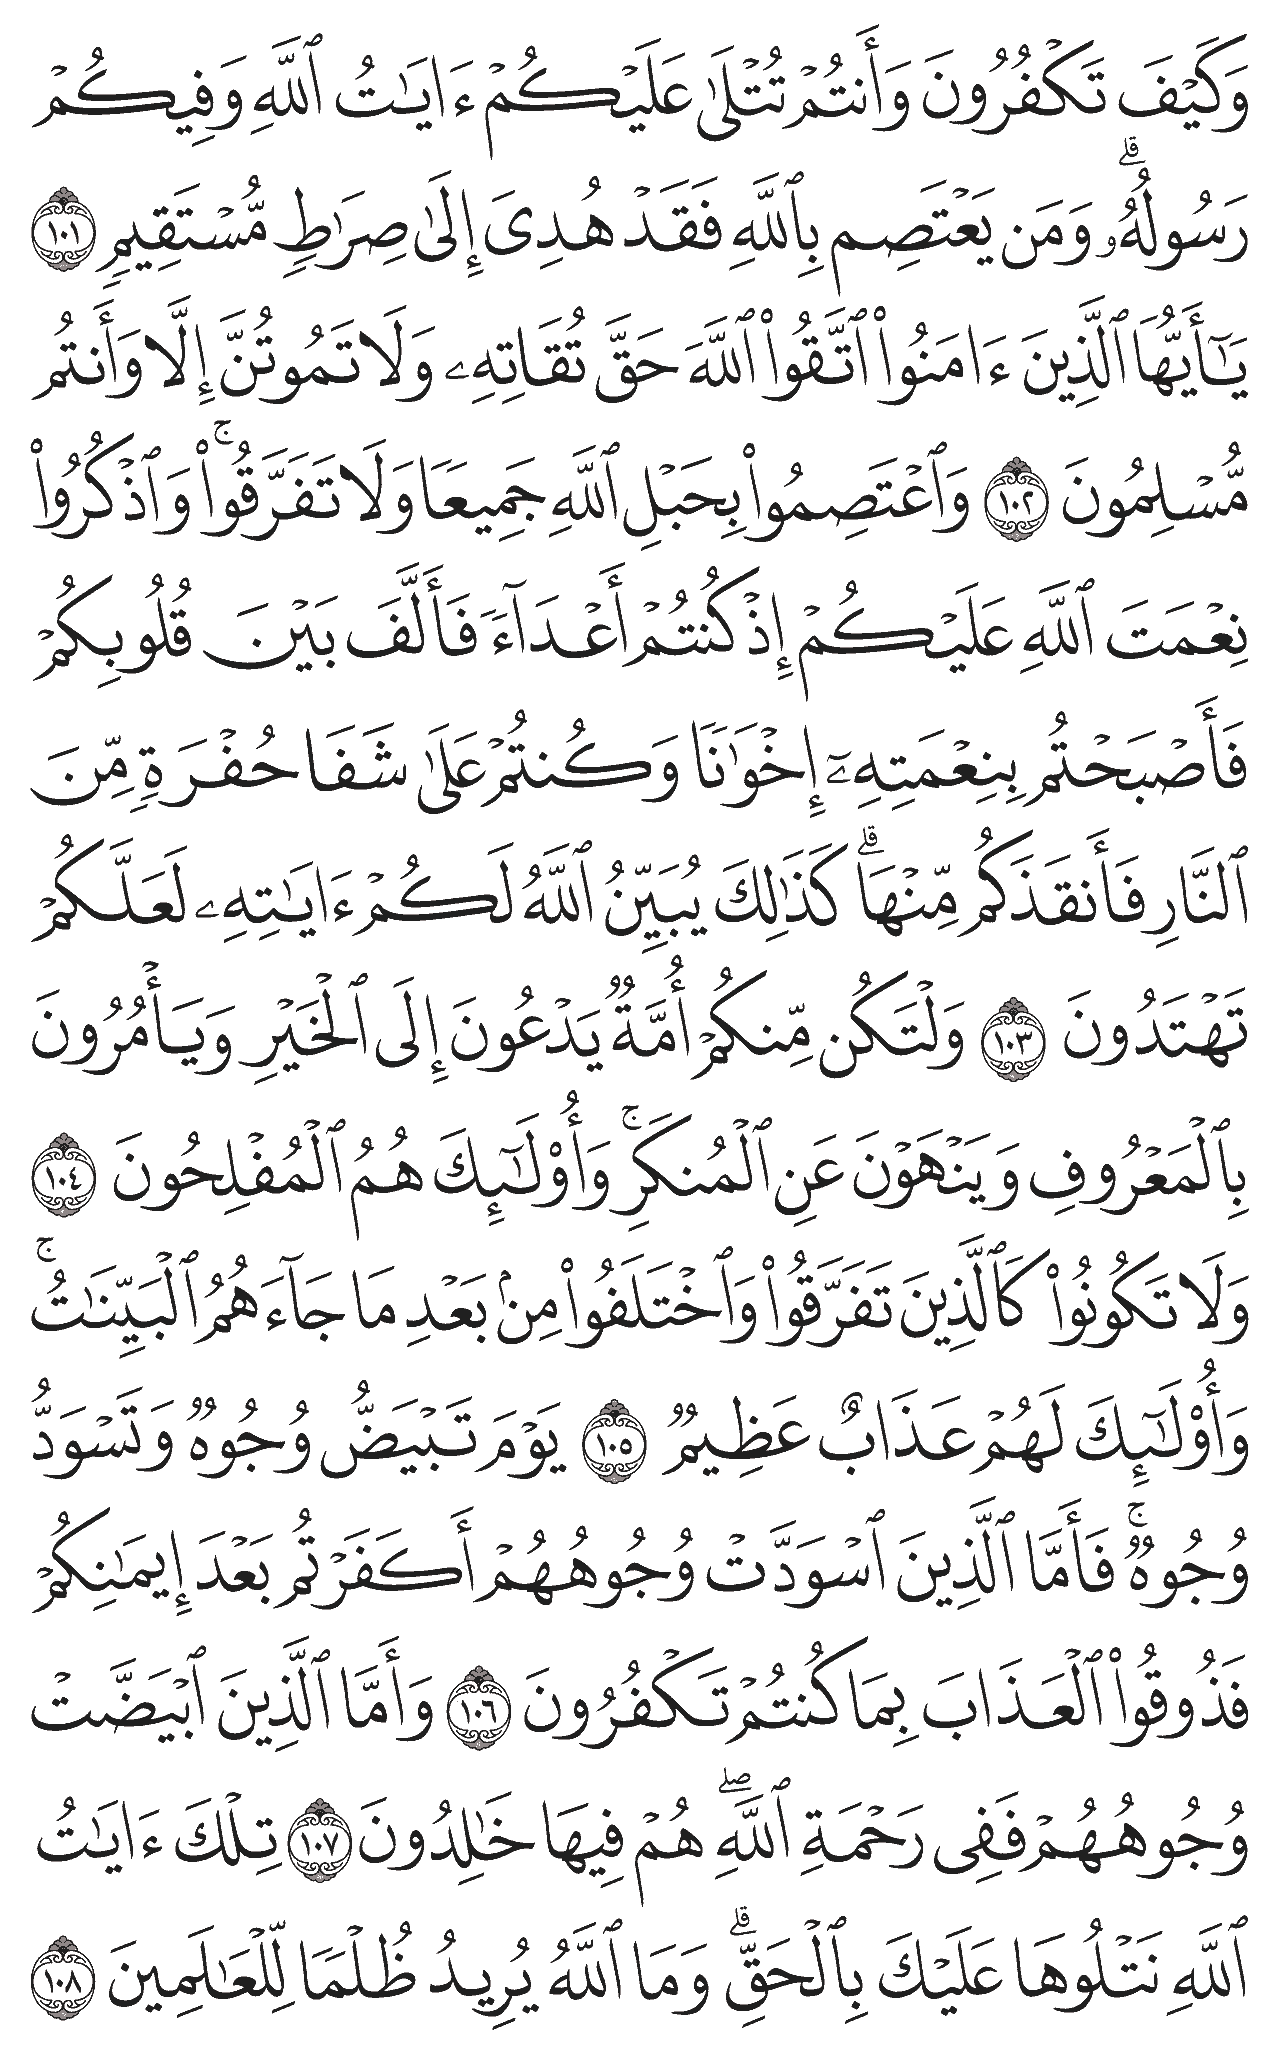 وَكَيۡفَ تَكۡفُرُونَ وَأَنتُمۡ تُتۡلَىٰ عَلَيۡكُمۡ ءَايَٰتُ ٱللَّهِ وَفِيكُمۡ
رَسُولُهُۥۗ وَمَن يَعۡتَصِم بِٱللَّهِ فَقَدۡ هُدِيَ إِلَىٰ صِرَٰطٖ مُّسۡتَقِيمٖ ١٠١
يَٰٓأَيُّهَا ٱلَّذِينَ ءَامَنُواْ ٱتَّقُواْ ٱللَّهَ حَقَّ تُقَاتِهِۦ وَلَا تَمُوتُنَّ إِلَّا وَأَنتُم
مُّسۡلِمُونَ ١٠٢ وَٱعۡتَصِمُواْ بِحَبۡلِ ٱللَّهِ جَمِيعٗا وَلَا تَفَرَّقُواْۚ وَٱذۡكُرُواْ
نِعۡمَتَ ٱللَّهِ عَلَيۡكُمۡ إِذۡ كُنتُمۡ أَعۡدَآءٗ فَأَلَّفَ بَيۡنَ قُلُوبِكُمۡ
فَأَصۡبَحۡتُم بِنِعۡمَتِهِۦٓ إِخۡوَٰنٗا وَكُنتُمۡ عَلَىٰ شَفَا حُفۡرَةٖ مِّنَ
ٱلنَّارِ فَأَنقَذَكُم مِّنۡهَاۗ كَذَٰلِكَ يُبَيِّنُ ٱللَّهُ لَكُمۡ ءَايَٰتِهِۦ لَعَلَّكُمۡ
تَهۡتَدُونَ ١٠٣ وَلۡتَكُن مِّنكُمۡ أُمَّةٞ يَدۡعُونَ إِلَى ٱلۡخَيۡرِ وَيَأۡمُرُونَ
بِٱلۡمَعۡرُوفِ وَيَنۡهَوۡنَ عَنِ ٱلۡمُنكَرِۚ وَأُوْلَٰٓئِكَ هُمُ ٱلۡمُفۡلِحُونَ ١٠٤
وَلَا تَكُونُواْ كَٱلَّذِينَ تَفَرَّقُواْ وَٱخۡتَلَفُواْ مِنۢ بَعۡدِ مَا جَآءَهُمُ ٱلۡبَيِّنَٰتُۚ
وَأُوْلَٰٓئِكَ لَهُمۡ عَذَابٌ عَظِيمٞ ١٠٥ يَوۡمَ تَبۡيَضُّ وُجُوهٞ وَتَسۡوَدُّ
وُجُوهٞۚ فَأَمَّا ٱلَّذِينَ ٱسۡوَدَّتۡ وُجُوهُهُمۡ أَكَفَرۡتُم بَعۡدَ إِيمَٰنِكُمۡ
فَذُوقُواْ ٱلۡعَذَابَ بِمَا كُنتُمۡ تَكۡفُرُونَ ١٠٦ وَأَمَّا ٱلَّذِينَ ٱبۡيَضَّتۡ
وُجُوهُهُمۡ فَفِي رَحۡمَةِ ٱللَّهِۖ هُمۡ فِيهَا خَٰلِدُونَ ١٠٧ تِلۡكَ ءَايَٰتُ
ٱللَّهِ نَتۡلُوهَا عَلَيۡكَ بِٱلۡحَقِّۗ وَمَا ٱللَّهُ يُرِيدُ ظُلۡمٗا لِّلۡعَٰلَمِينَ ١٠٨